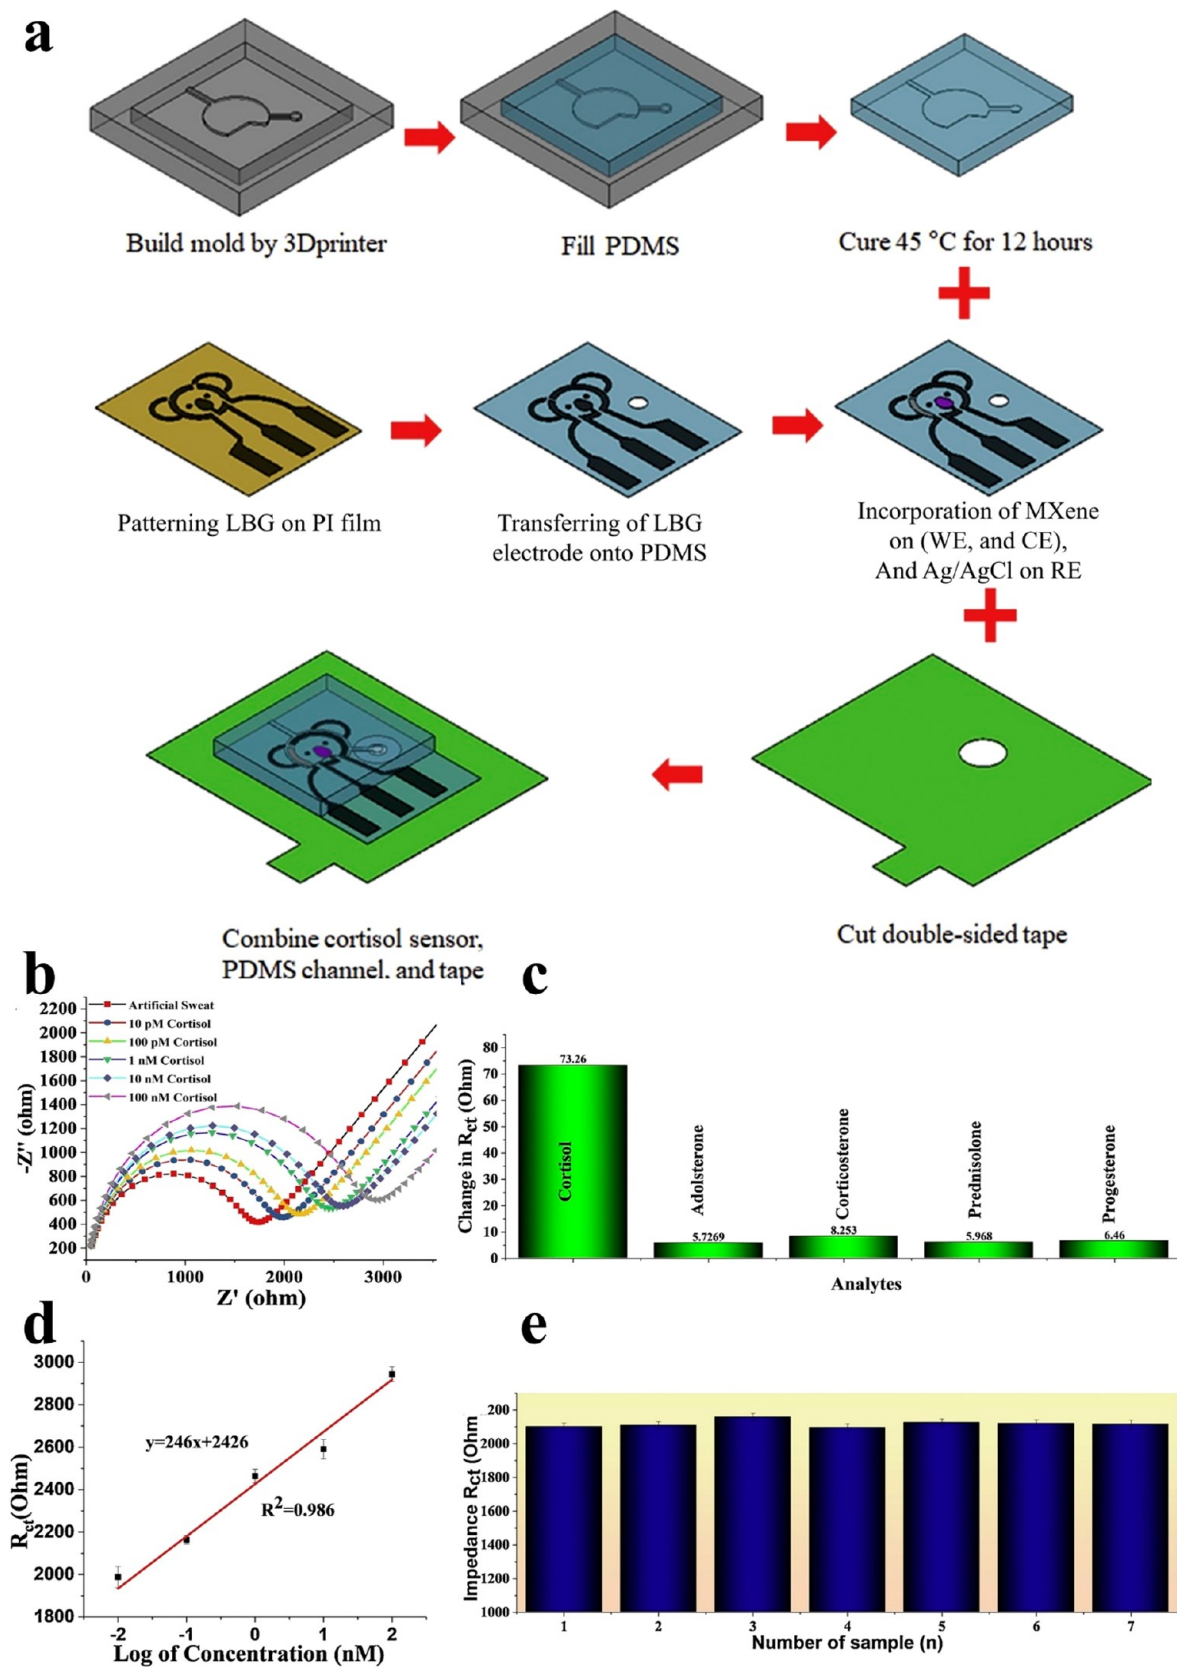 a
Build mold by 3Dprinter
Fill PDMS
Cure 45 °C for 12 hours
Patterning LBG on PI film
Transferring of LBG
electrode onto PDMS
Incorporation of MXene
on (WE, and CE),
And Ag/AgCl on RE
Combine cortisol sensor,
PDMS channel. and tape
Cut double-sided tape
b
-Z'' (ohm)
2200
2000
1800
1600
1400
1200
1000
800
600
400
200
Artificial Sweat
10 pM Cortisol
100 pM Cortisol
1 nM Cortisol
10 nM Cortisol
100 nM Cortisol
0
1000
2000
3000
Z' (ohm)
c
Change in Rct (Ohm)
80
70
60
50
40
30
20
10
0
73.26
Cortisol
Adolsterone
5.7269
Corticosterone
8.253
Prednisolone
5.968
Progesterone
6.46
Analytes
d
Rct(Ohm)
3000
2800
2600
2400
2200
2000
1800
y=246x+2426
R2=0.986
-2
-1
0
1
2
Log of Concentration (nM)
e
Impedance Rct (Ohm
200
2000
1800
1600
1400
1200
1000
1
2
3
4
5
6
7
Number of sample (n)